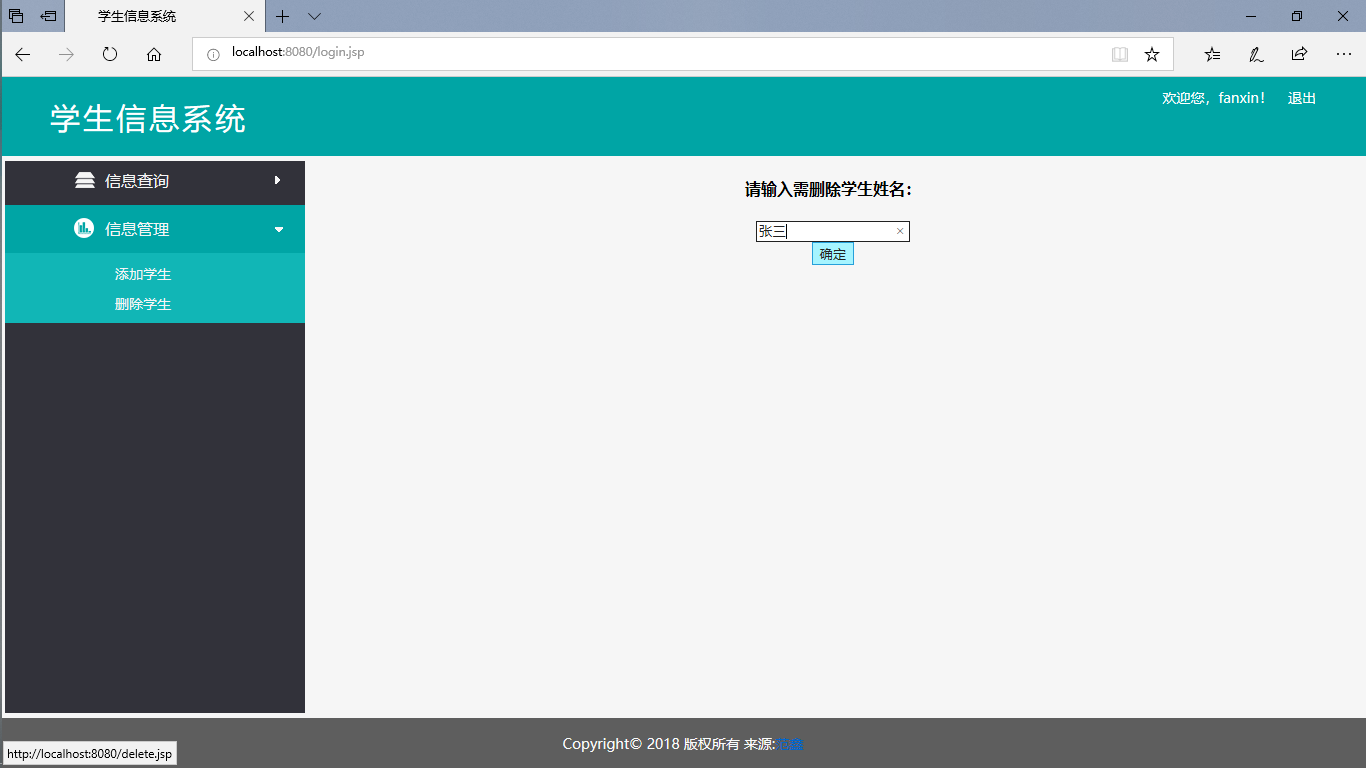 学生信息系统
localhost:8080/login.jsp
学生信息系统
欢迎您，fanxin！ 退出
信息查询
信息管理
添加学生
删除学生
请输入需删除学生姓名：
张三
确定
Copyright© 2018 版权所有 来源:
http://localhost:8080/delete.jsp